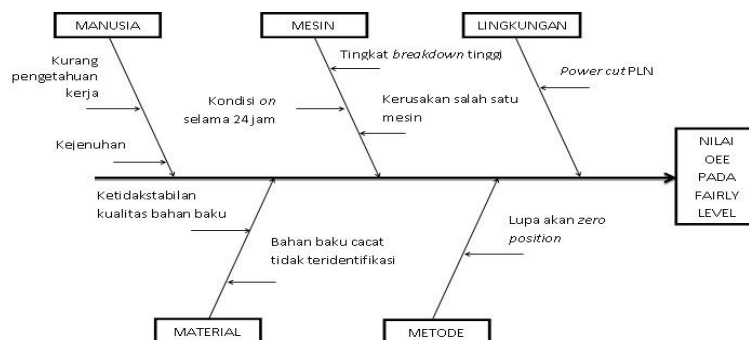 MANUSIA
MESIN
LINGKUNGAN
Kurang
pengetahuan
kerja
Kejenuhan
Tingkat breakdown tinggi
Kondisi on
selama 24 jam
Kerusakan salah satu
mesin
Power cut PLN
NILAI
OEE
PADA
FAIRLY
LEVEL
Ketidakstabilan
kualitas bahan baku
Bahan baku cacat
tidak teridentifikasi
Lupa akan zero
position
MATERIAL
METODE